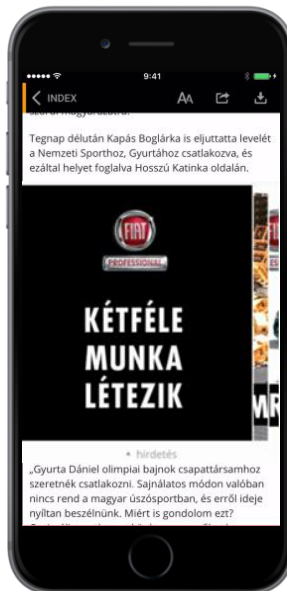 9:41
INDEX
AA
Tegnap délután Kapás Boglárka is eljuttatta levelét
a Nemzeti Sporthoz, Gyurtához csatlakozva, és
ezáltal helyet foglalva Hosszú Katinka oldalán.
FIAT
PROFESSIONAL
KÉTFÉLE
MUNKA
LÉTEZIK
hirdetés
„Gyurta Dániel olimpiai bajnok csapattársamhoz
szeretnék csatlakozni. Sajnálatos módon valóban
nincs rend a magyar úszósportban, és erről ideje
nyíltan beszélnünk. Miért is gondolom ezt?